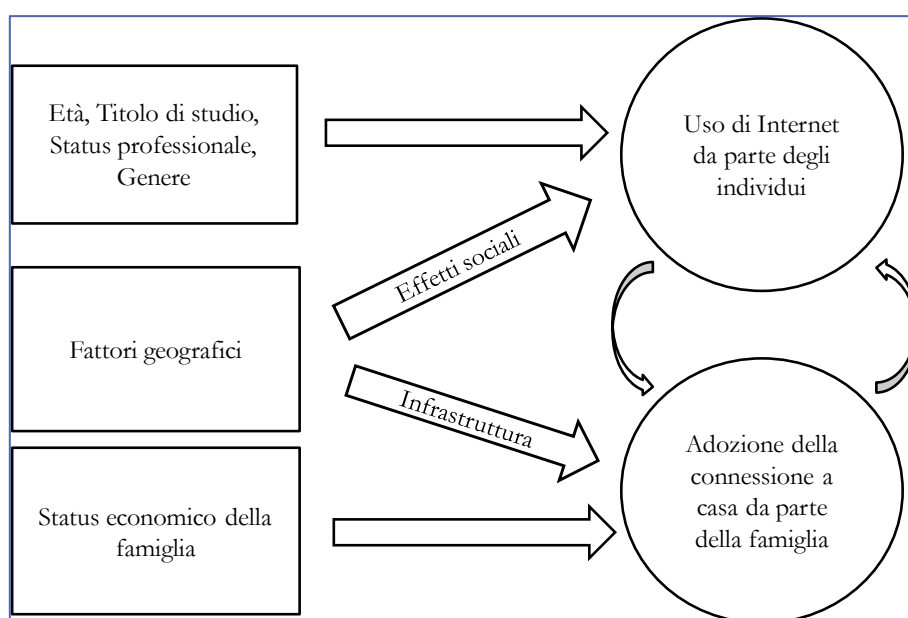 Età, Titolo di studio,
Status professionale,
Genere
Uso di Internet
da parte degli
individui
Effetti sociali
Fattori geografici
Infrastruttura
Status economico della
famiglia
Adozione della
connessione a
casa da parte
della famiglia